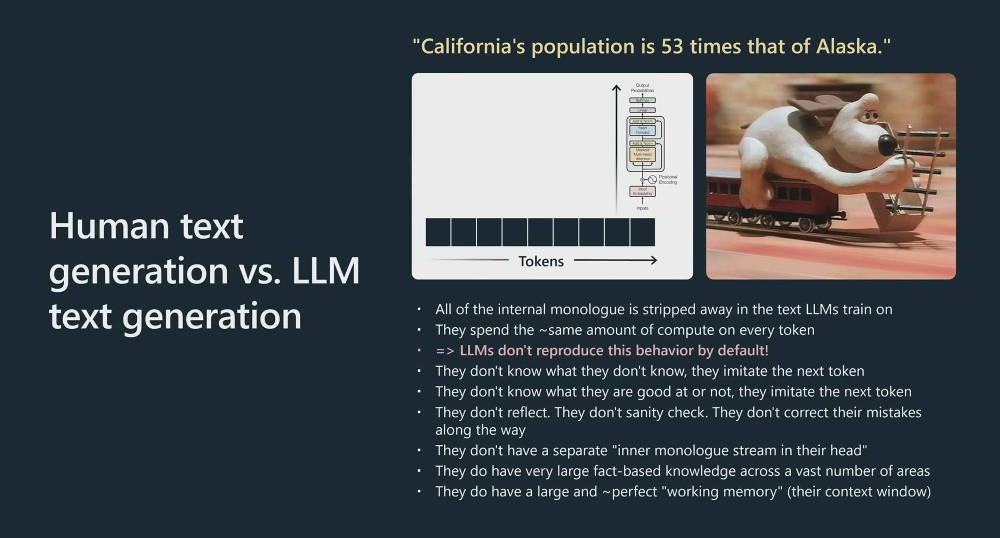 "California's population is 53 times that of Alaska."
Human text
generation vs. LLM
text generation
Output
Probabilities
Softmax
Linear
Add & Norm
Feed
Forward
Add & Norm
Masked
Multi-Head
Attention
Positional
Encoding
Input
Embedding
Inputs
Tokens
▪ All of the internal monologue is stripped away in the text LLMs train on
▪ They spend the ~same amount of compute on every token
▪ => LLMs don't reproduce this behavior by default!
▪ They don't know what they don't know, they imitate the next token
▪ They don't know what they are good at or not, they imitate the next token
▪ They don't reflect. They don't sanity check. They don't correct their mistakes
along the way
▪ They don't have a separate "inner monologue stream in their head"
▪ They do have very large fact-based knowledge across a vast number of areas
▪ They do have a large and ~perfect "working memory" (their context window)